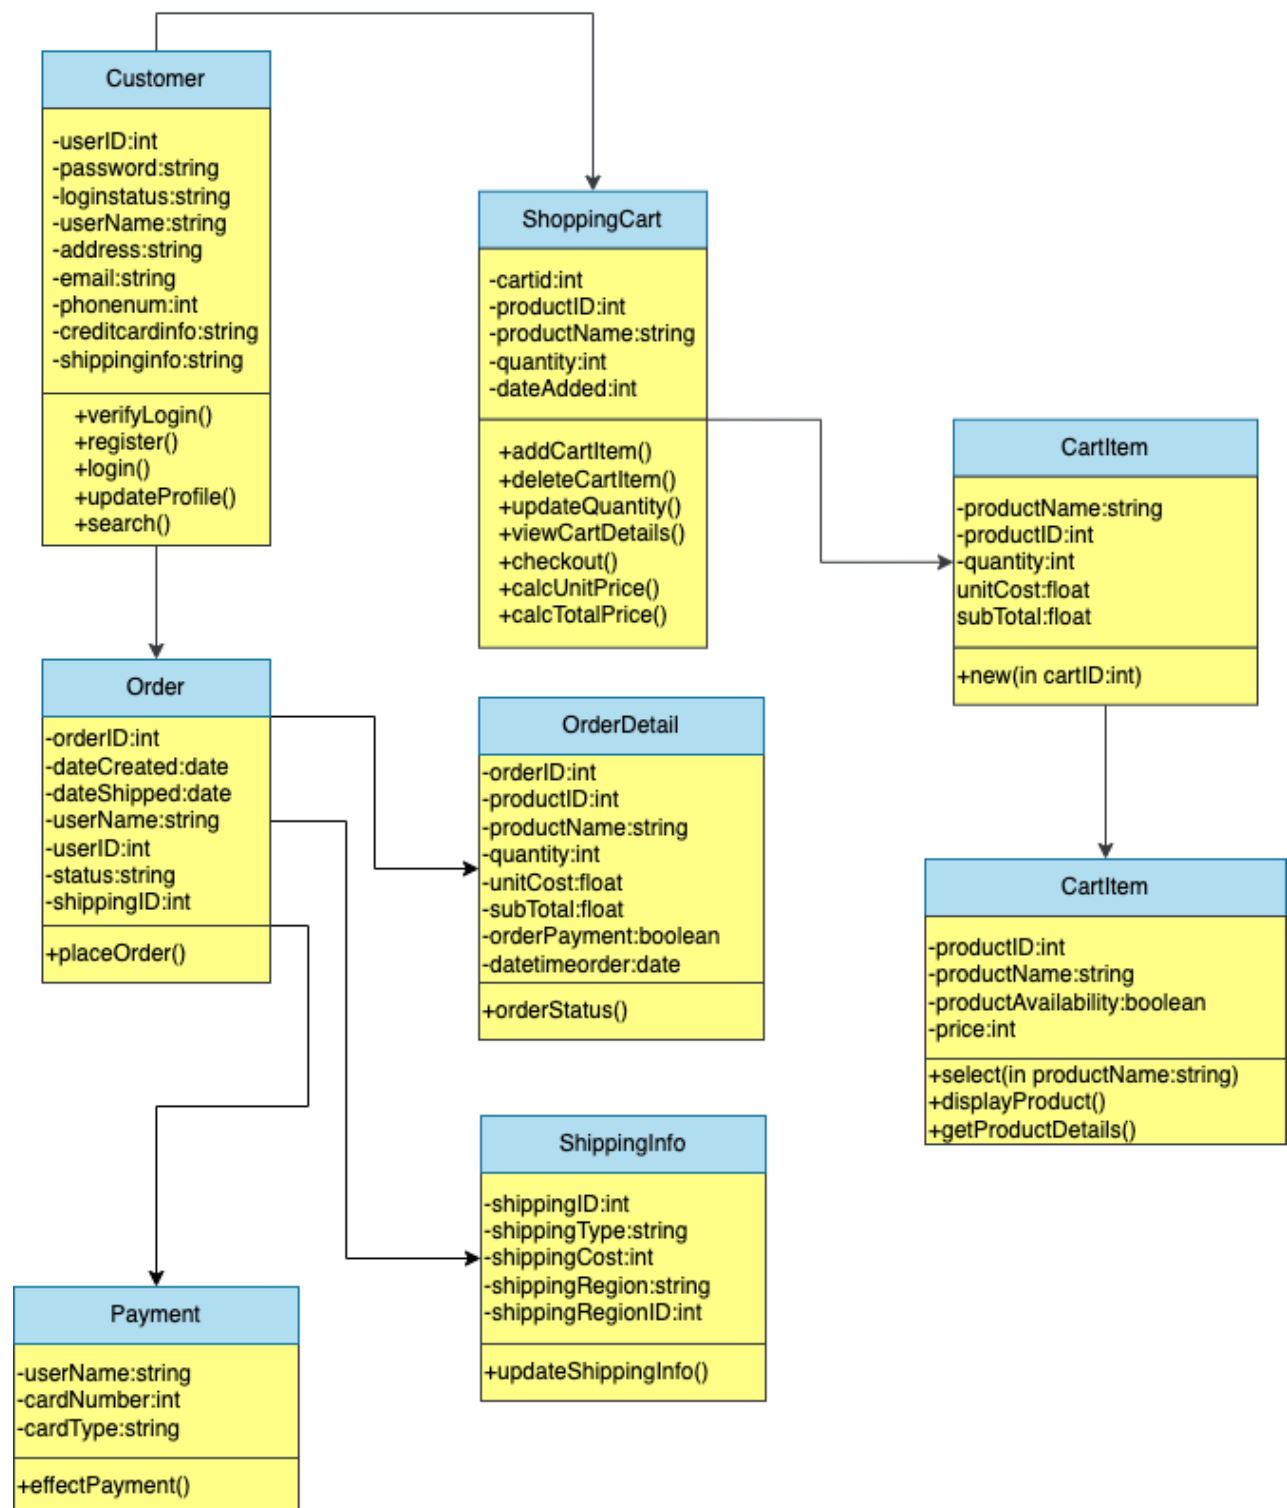 Customer
-userID:int
-password:string
-loginstatus:string
-userName:string
-address:string
-email:string
-phonenum:int
-creditcardinfo:string
-shippinginfo:string
+verifyLogin()
+register()
+login()
+updateProfile()
+search()
ShoppingCart
-cartid:int
-productID:int
-productName:string
-quantity:int
-dateAdded:int
+addCartItem()
+deleteCartItem()
+updateQuantity()
+viewCartDetails()
+checkout()
+calcUnitPrice()
+calcTotalPrice()
CartItem
-productName:string
-productID:int
-quantity:int
unitCost:float
subTotal:float
+new(in cartID:int)
Order
-orderID:int
-dateCreated:date
-dateShipped:date
-userName:string
-userID:int
-status:string
-shippingID:int
+placeOrder()
OrderDetail
-orderID:int
-productID:int
-productName:string
-quantity:int
-unitCost:float
-subTotal:float
-orderPayment:boolean
-datetimeorder:date
+orderStatus()
CartItem
-productID:int
-productName:string
-productAvailability:boolean
-price:int
+select(in productName:string)
+displayProduct()
+getProductDetails()
ShippingInfo
-shippingID:int
-shippingType:string
-shippingCost:int
-shippingRegion:string
-shippingRegionID:int
+updateShippingInfo()
Payment
-userName:string
-cardNumber:int
-cardType:string
+effectPayment()